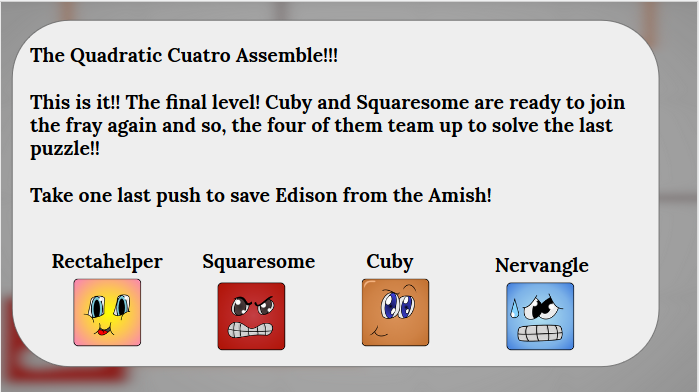 The Quadratic Cuatro Assemble!!!
This is it!! The final level! Cuby and Squaresome are ready to join
the fray again and so, the four of them team up to solve the last
puzzle!!
Take one last push to save Edison from the Amish!
Rectahelper Squaresome Cuby Nervangle